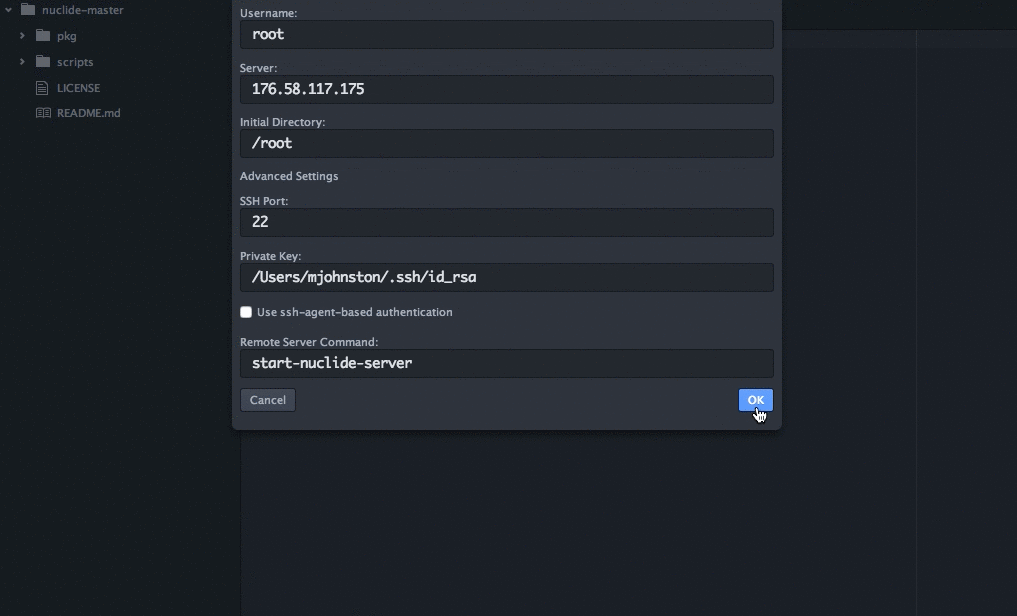 nuclide-master
pkg
scripts
LICENSE
README.md
Username:
root
Server:
176.58.117.175
Initial Directory:
/root
Advanced Settings
SSH Port:
22
Private Key:
/Users/mjohnston/.ssh/id_rsa
Use ssh-agent-based authentication
Remote Server Command:
start-nuclide-server
Cancel
OK